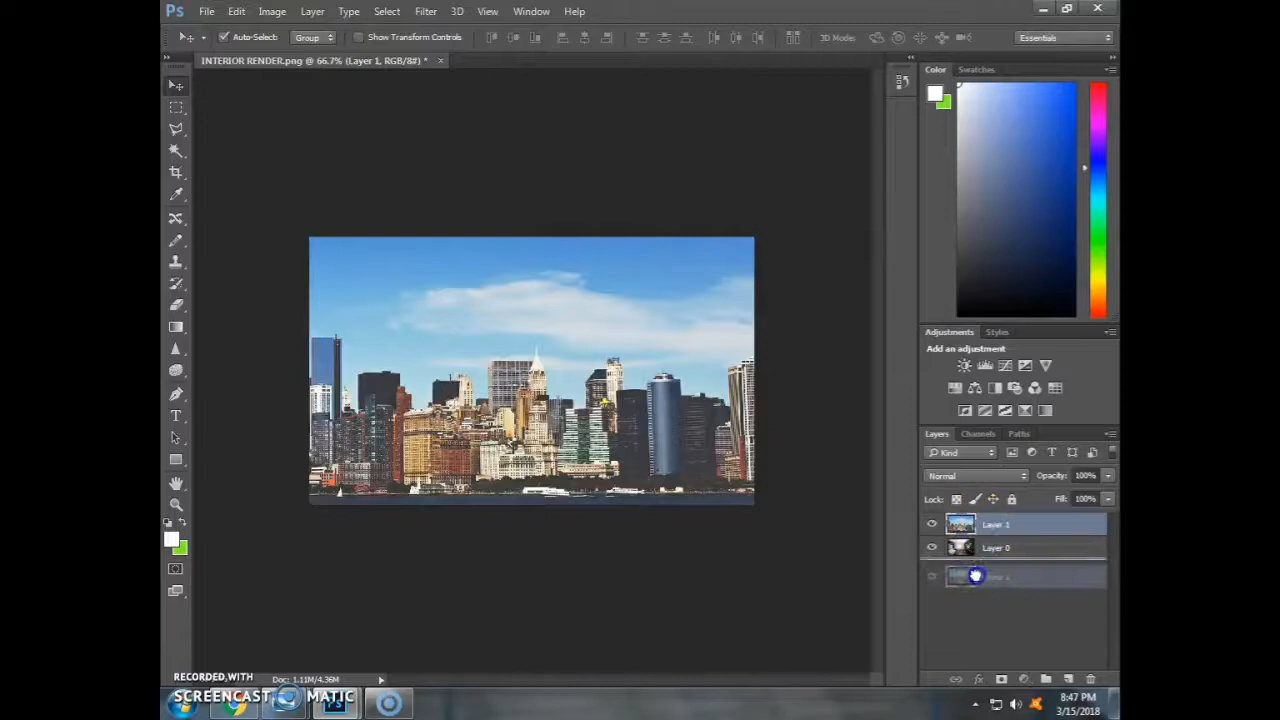 Ps File Edit Image Layer Type Select Filter 3D View Window Help
Auto-Select: Group Show Transform Controls 3D Modes: Essentials
INTERIOR RENDER.png @ 66.7% (Layer 1, RGB/8#) * ×
Color Swatches
Adjustments Styles
Add an adjustment
Layers Channels Paths
Kind
Normal Opacity: 100%
Lock: Fill: 100%
Layer 1
Layer 0
Doc: 1.11M/4.36M
RECORDED WITH
SCREENCAST MATIC
Ps
8:47 PM
3/15/2018